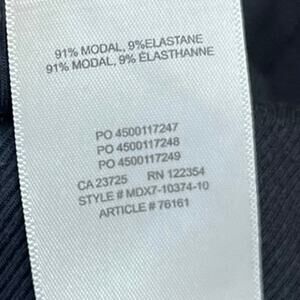 91% MODAL, 9%ELASTANE
91% MODAL, 9% ÉLASTHANNE
PO 4500117247
PO 4500117248
PO 4500117249
CA 23725 RN 122354
STYLE # MDX7-10374-10
ARTICLE # 76161